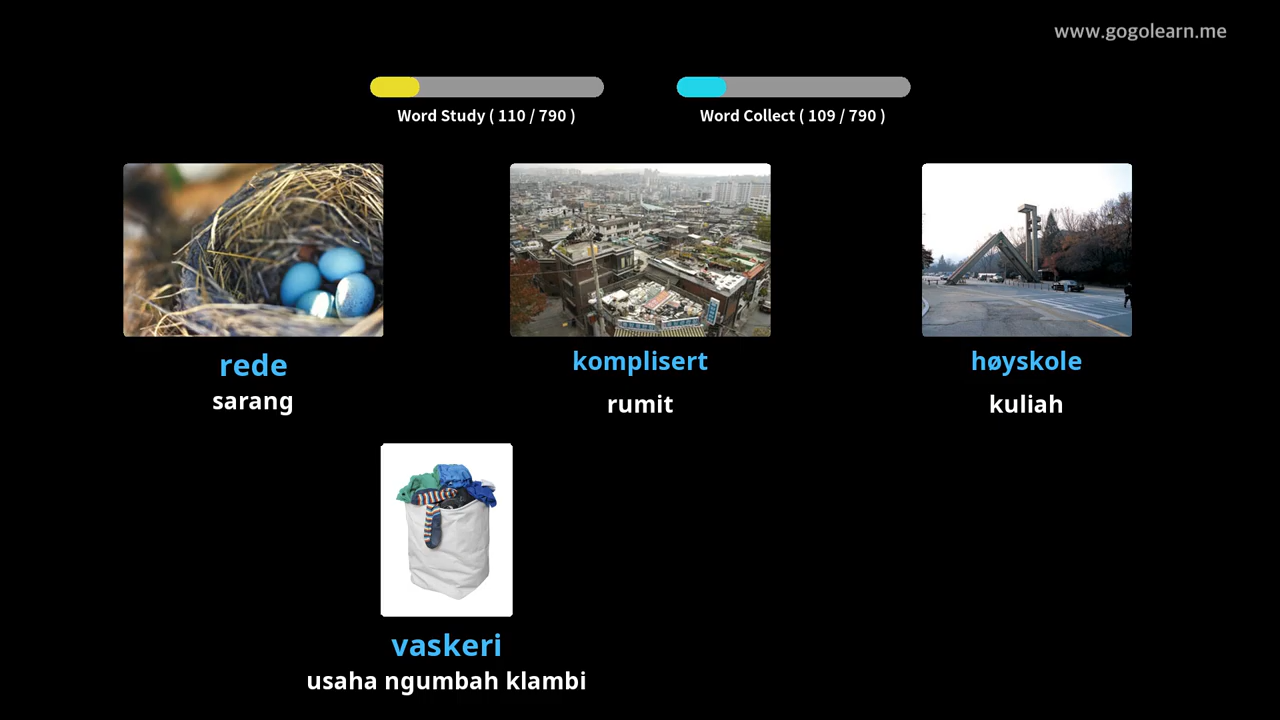 www.gogolearn.me
Word Study ( 110 / 790 )
Word Collect ( 109 / 790 )
rede
sarang
komplisert
rumit
høyskole
kuliah
vaskeri
usaha ngumbah klambi